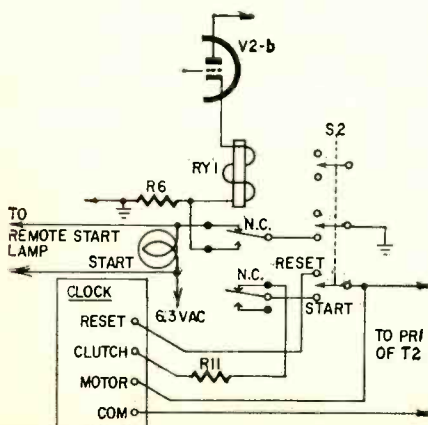 V2-b
S2
RY1
R6
TO
REMOTE START
LAMP
N.C.
START
RESET
CLOCK
6.3VAC
N.C.
START
RESET
R11
TO PRI
OF T2
CLUTCH
MOTOR
COM